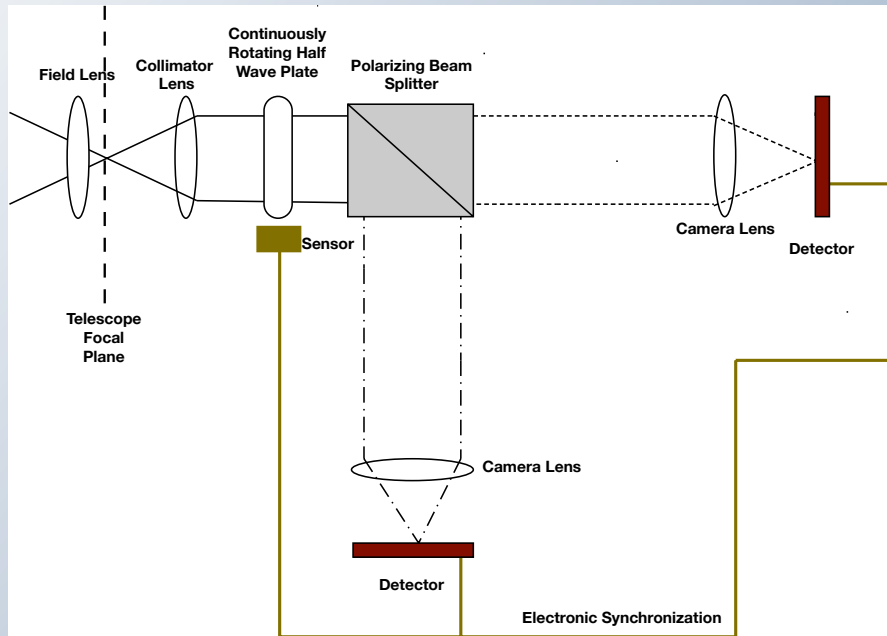 Continuously
Rotating Half
Wave Plate
Field Lens
Collimator
Lens
Polarizing Beam
Splitter
Sensor
Camera Lens
Detector
Telescope
Focal
Plane
Camera Lens
Detector
Electronic Synchronization